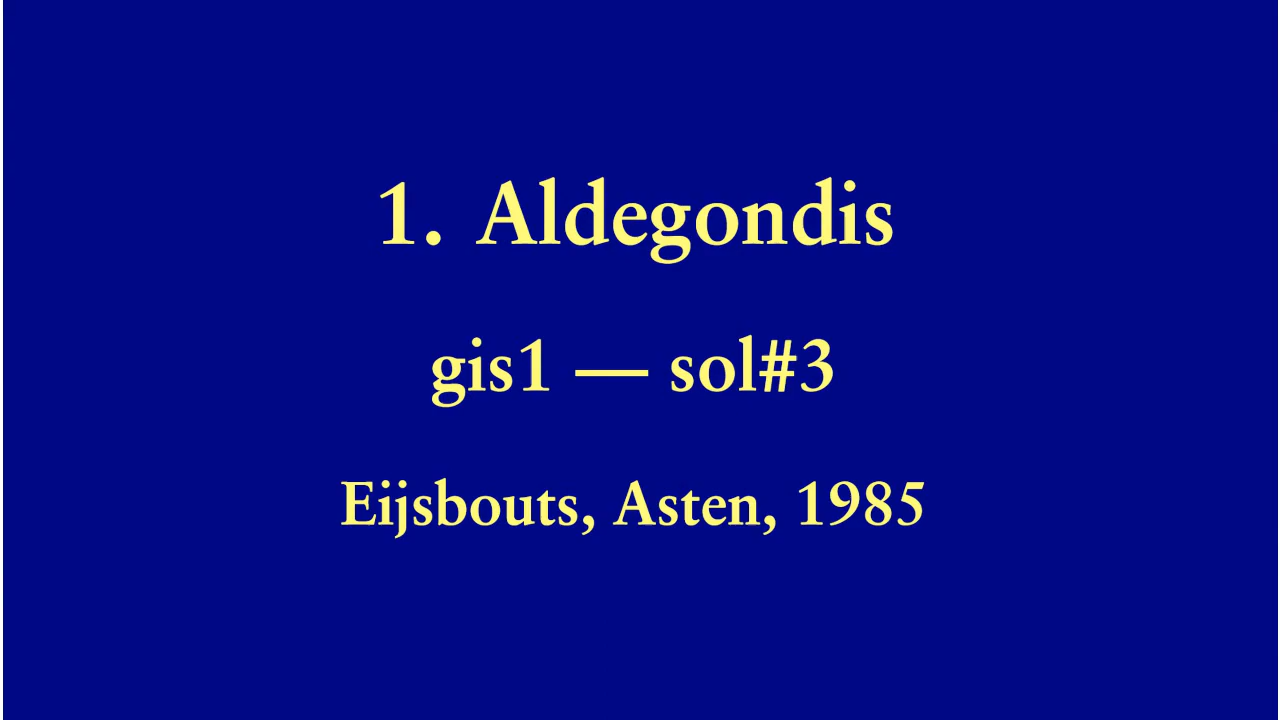 1. Aldegondis
gis1 — sol#3
Eijsbouts, Asten, 1985